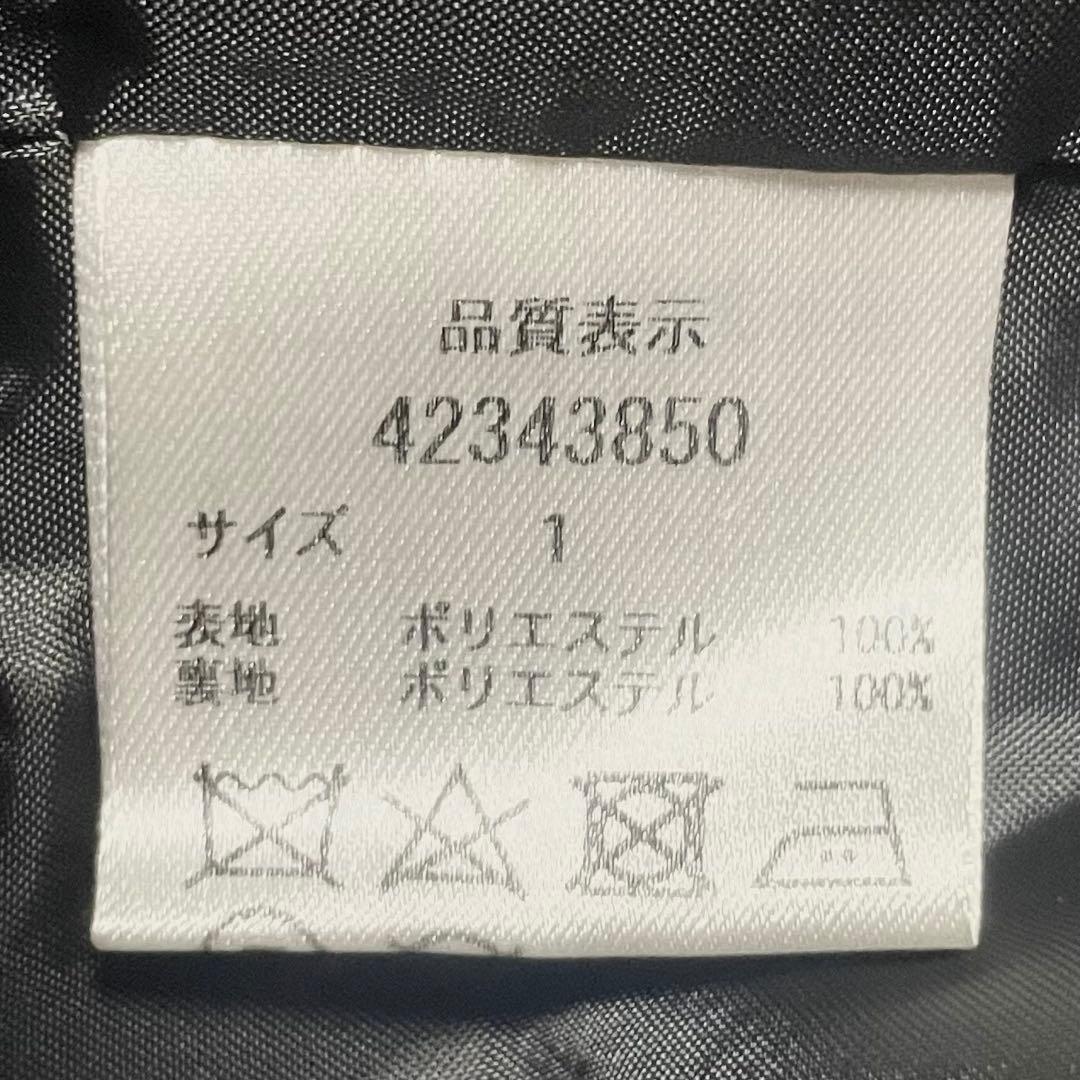 品質表示
42343850
サイズ 1
表地 ポリエステル 100%
裏地 ポリエステル 100%